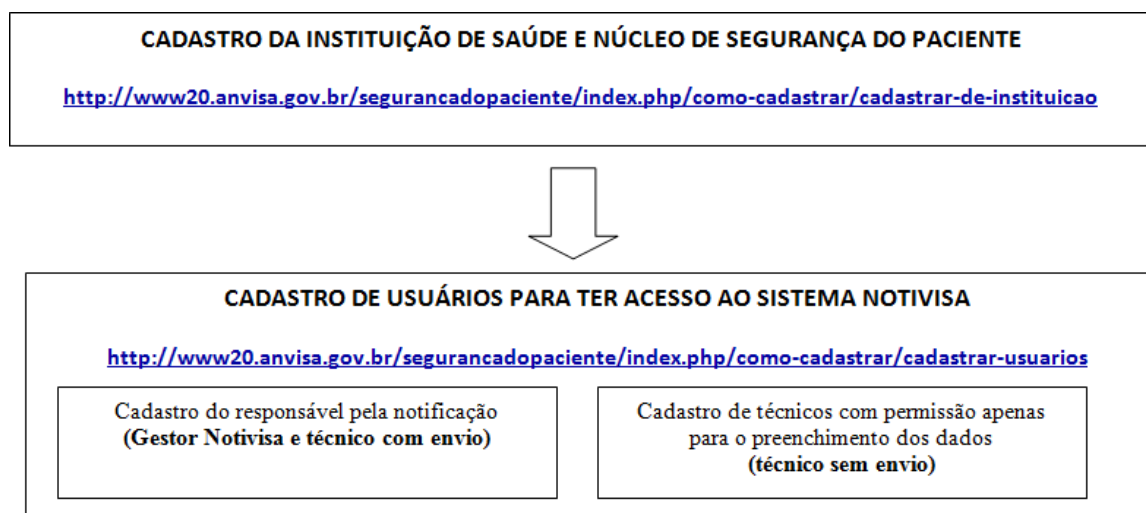 CADASTRO DA INSTITUIÇÃO DE SAÚDE E NÚCLEO DE SEGURANÇA DO PACIENTE
http://www20.anvisa.gov.br/segurancadopaciente/index.php/como-cadastrar/cadastrar-de-instituicao
CADASTRO DE USUÁRIOS PARA TER ACESSO AO SISTEMA NOTIVISA
http://www20.anvisa.gov.br/segurancadopaciente/index.php/como-cadastrar/cadastrar-usuarios
Cadastro do responsável pela notificação
(Gestor Notivisa e técnico com envio)
Cadastro de técnicos com permissão apenas
para o preenchimento dos dados
(técnico sem envio)